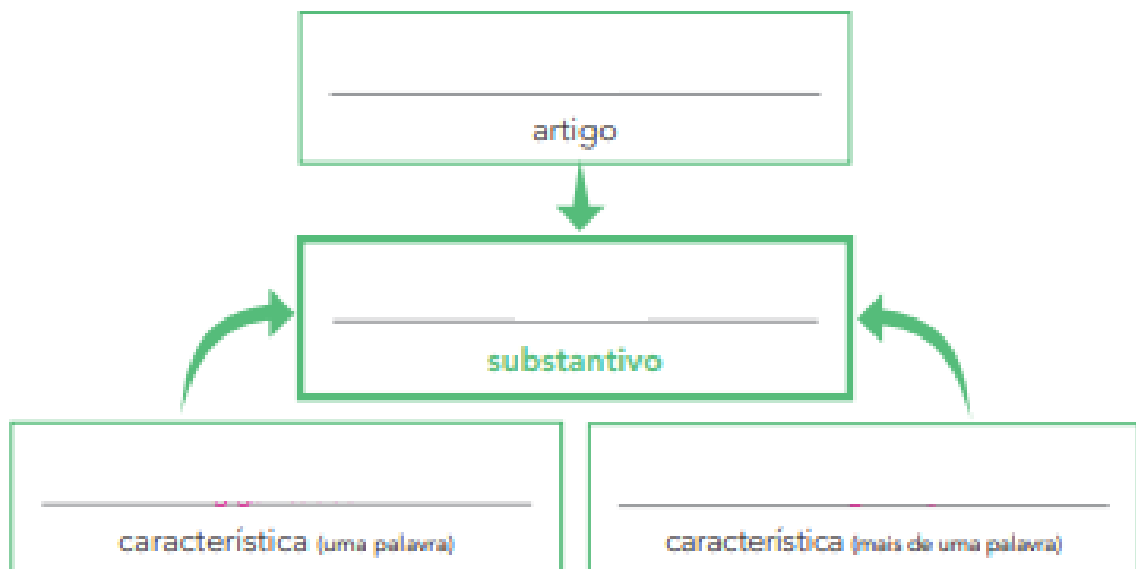 artigo
substantivo
característica (uma palavra)
característica (mais de uma palavra)